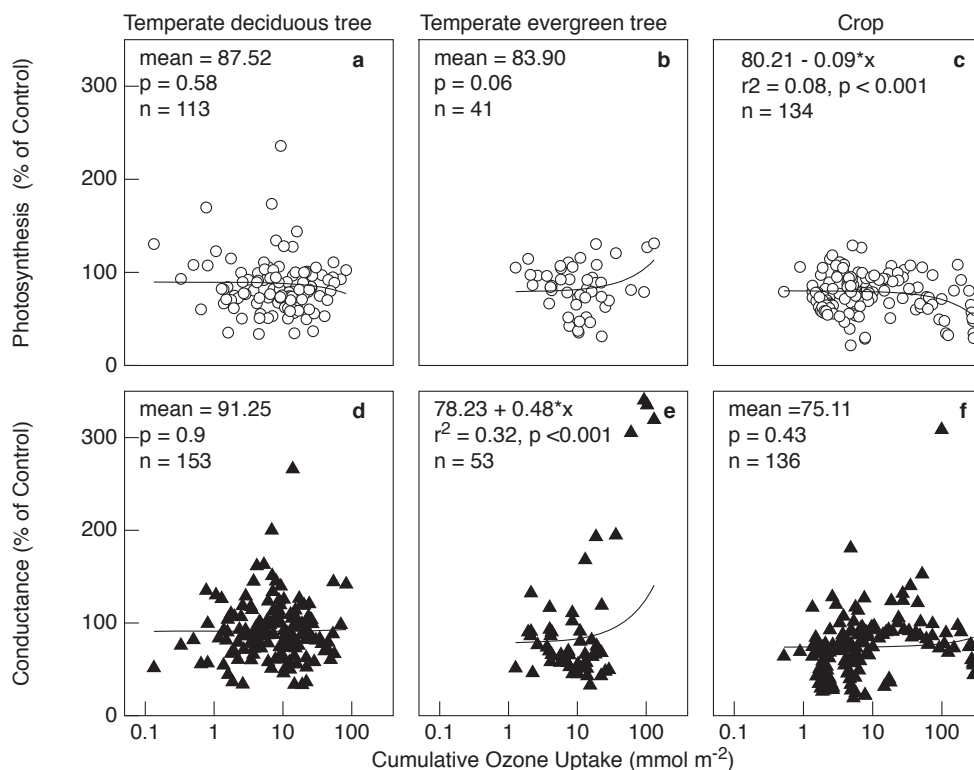 Temperate deciduous tree
Temperate evergreen tree
Crop
Photosynthesis (% of Control)
300
200
100
0
mean = 87.52
a
p = 0.58
n = 113
mean = 83.90
b
p = 0.06
n = 41
80.21 - 0.09*x
c
r2 = 0.08, p < 0.001
n = 134
Conductance (% of Control)
300
200
100
0
mean = 91.25
d
p = 0.9
n = 153
78.23 + 0.48*x
e
r² = 0.32, p <0.001
n = 53
mean =75.11
f
p = 0.43
n = 136
0.1 1 10 100
0.1 1 10 100
0.1 1 10 100
Cumulative Ozone Uptake (mmol m⁻²)